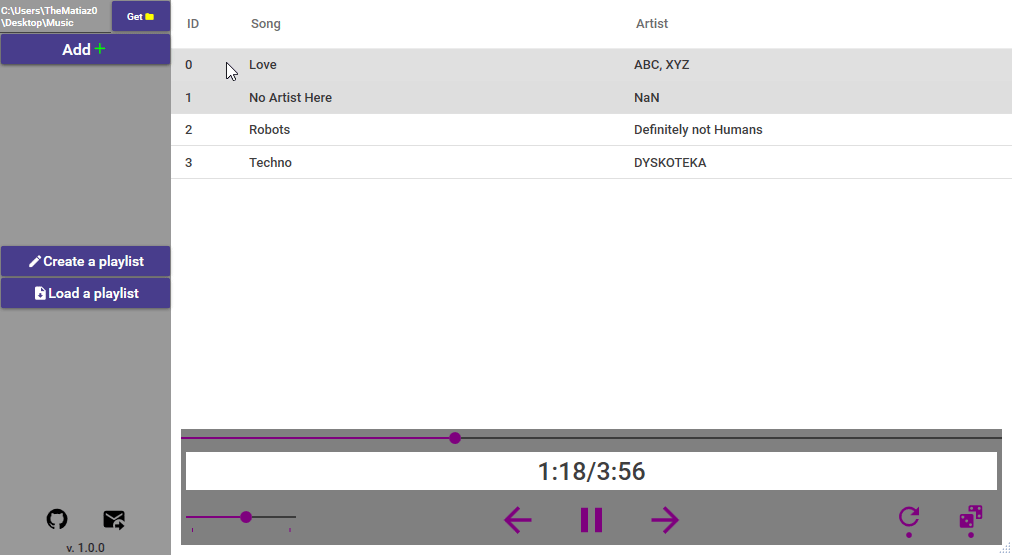 C:\Users\TheMatiaz0
\Desktop\Music
Get
Add
ID Song Artist
0 Love ABC, XYZ
1 No Artist Here NaN
2 Robots Definitely not Humans
3 Techno DYSKOTEKA
Create a playlist
Load a playlist
1:18/3:56
v. 1.0.0